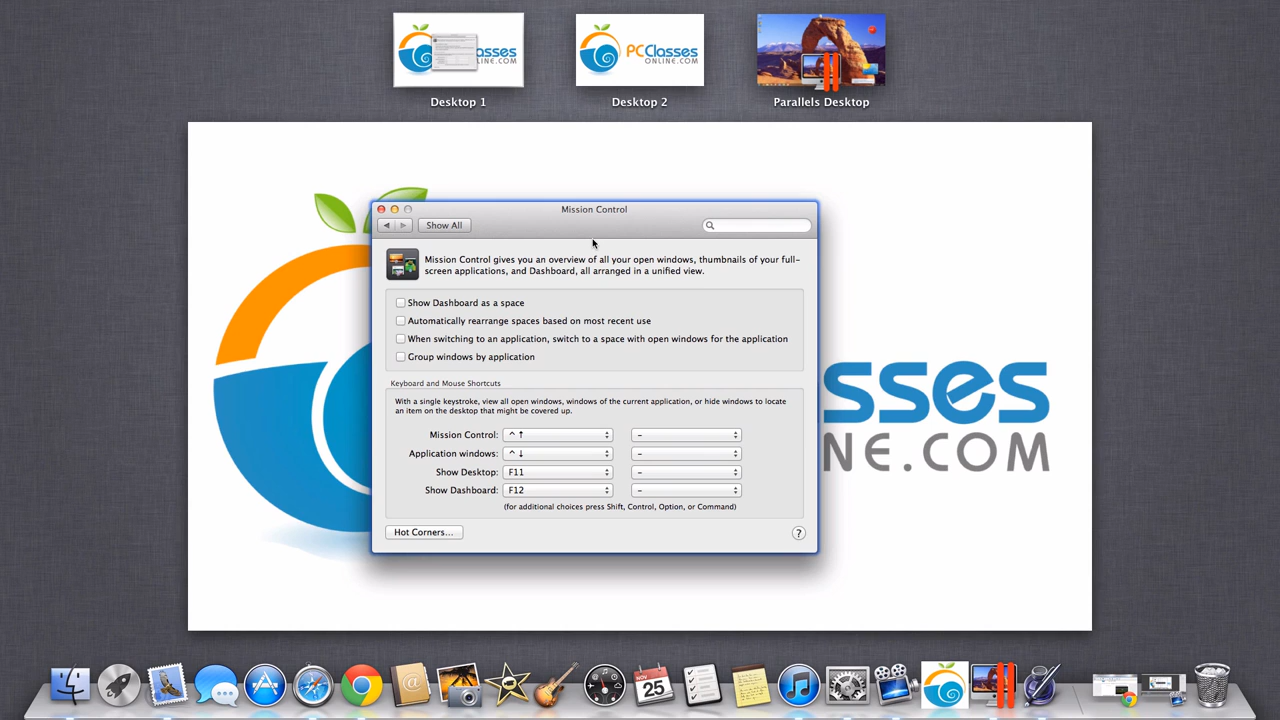 PCClasses
ONLINE.COM
Desktop 1
Desktop 2
Parallels Desktop
Mission Control
Show All
Mission Control gives you an overview of all your open windows, thumbnails of your full-
screen applications, and Dashboard, all arranged in a unified view.
Show Dashboard as a space
Automatically rearrange spaces based on most recent use
When switching to an application, switch to a space with open windows for the application
Group windows by application
Keyboard and Mouse Shortcuts
With a single keystroke, view all open windows, windows of the current application, or hide windows to locate
an item on the desktop that might be covered up.
Mission Control: ^ ↑ –
Application windows: ^ ↓ –
Show Desktop: F11 –
Show Dashboard: F12 –
(for additional choices press Shift, Control, Option, or Command)
Hot Corners...
?
sses
NE.COM
NOV
25